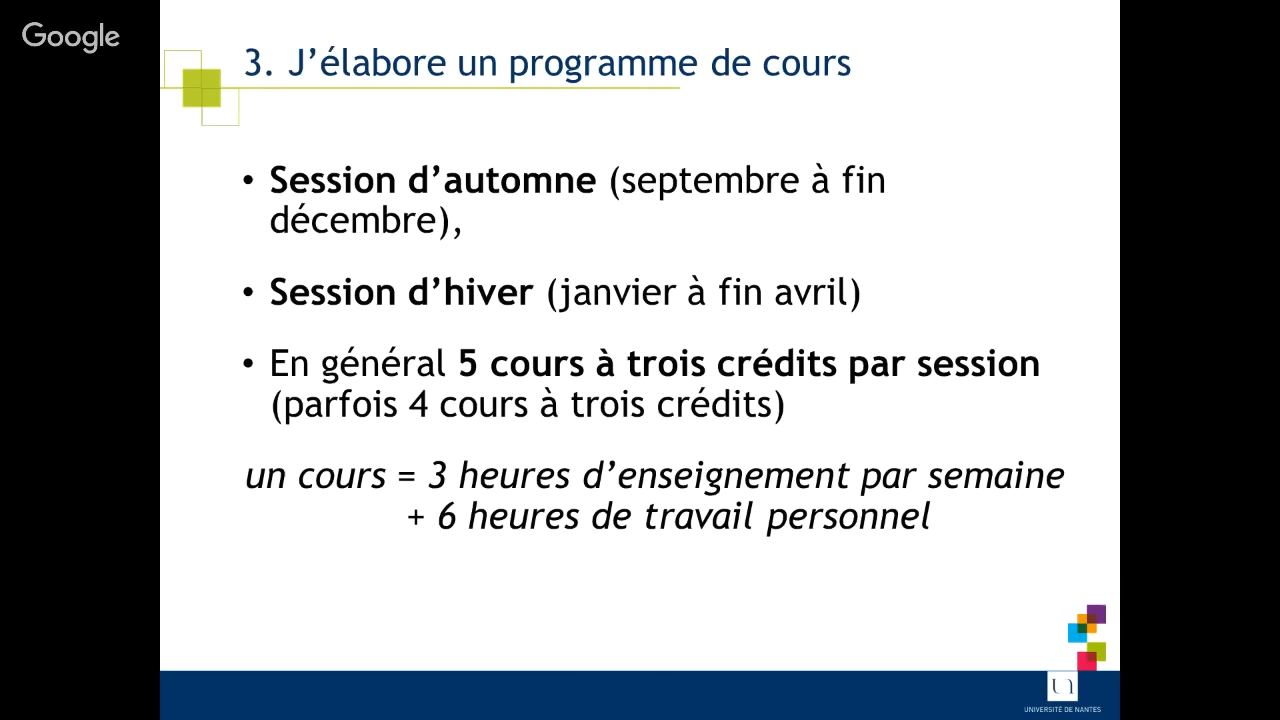 Google
3. J’élabore un programme de cours
• Session d’automne (septembre à fin
décembre),
• Session d’hiver (janvier à fin avril)
• En général 5 cours à trois crédits par session
(parfois 4 cours à trois crédits)
un cours = 3 heures d’enseignement par semaine
+ 6 heures de travail personnel
UNIVERSITÉ DE NANTES